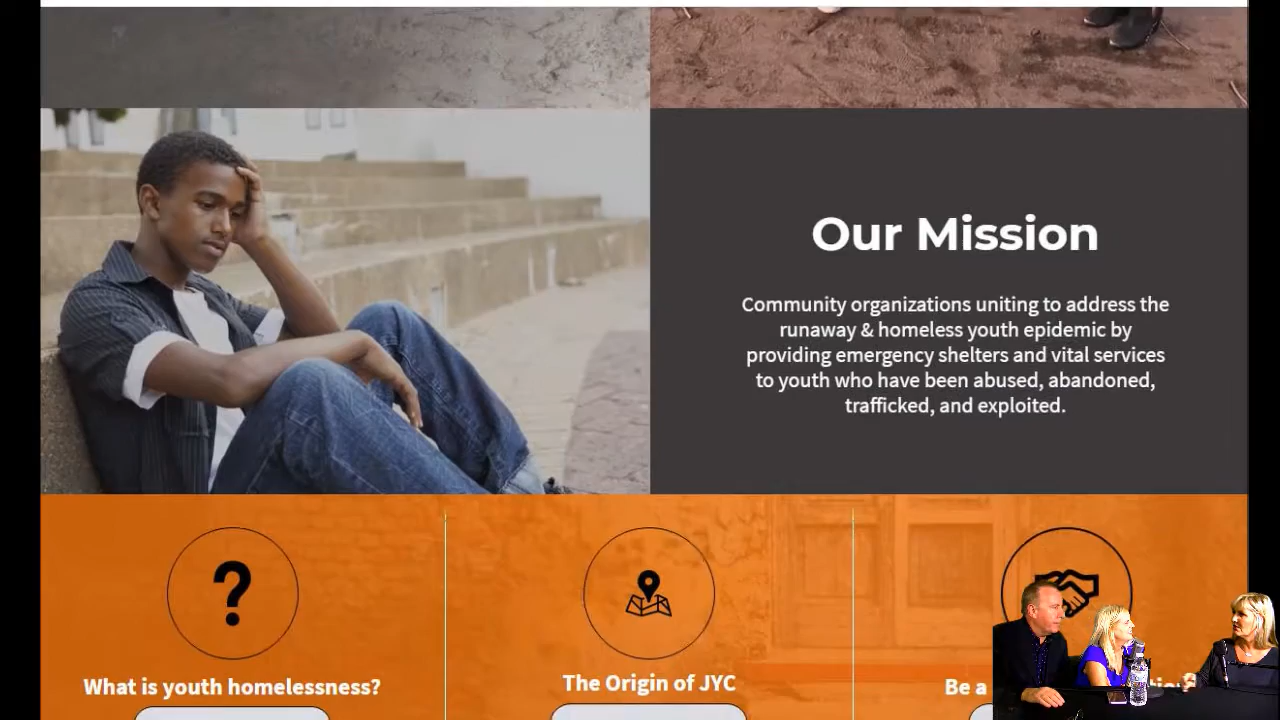 Our Mission
Community organizations uniting to address the
runaway & homeless youth epidemic by
providing emergency shelters and vital services
to youth who have been abused, abandoned,
trafficked, and exploited.
What is youth homelessness?
The Origin of JYC
Be a